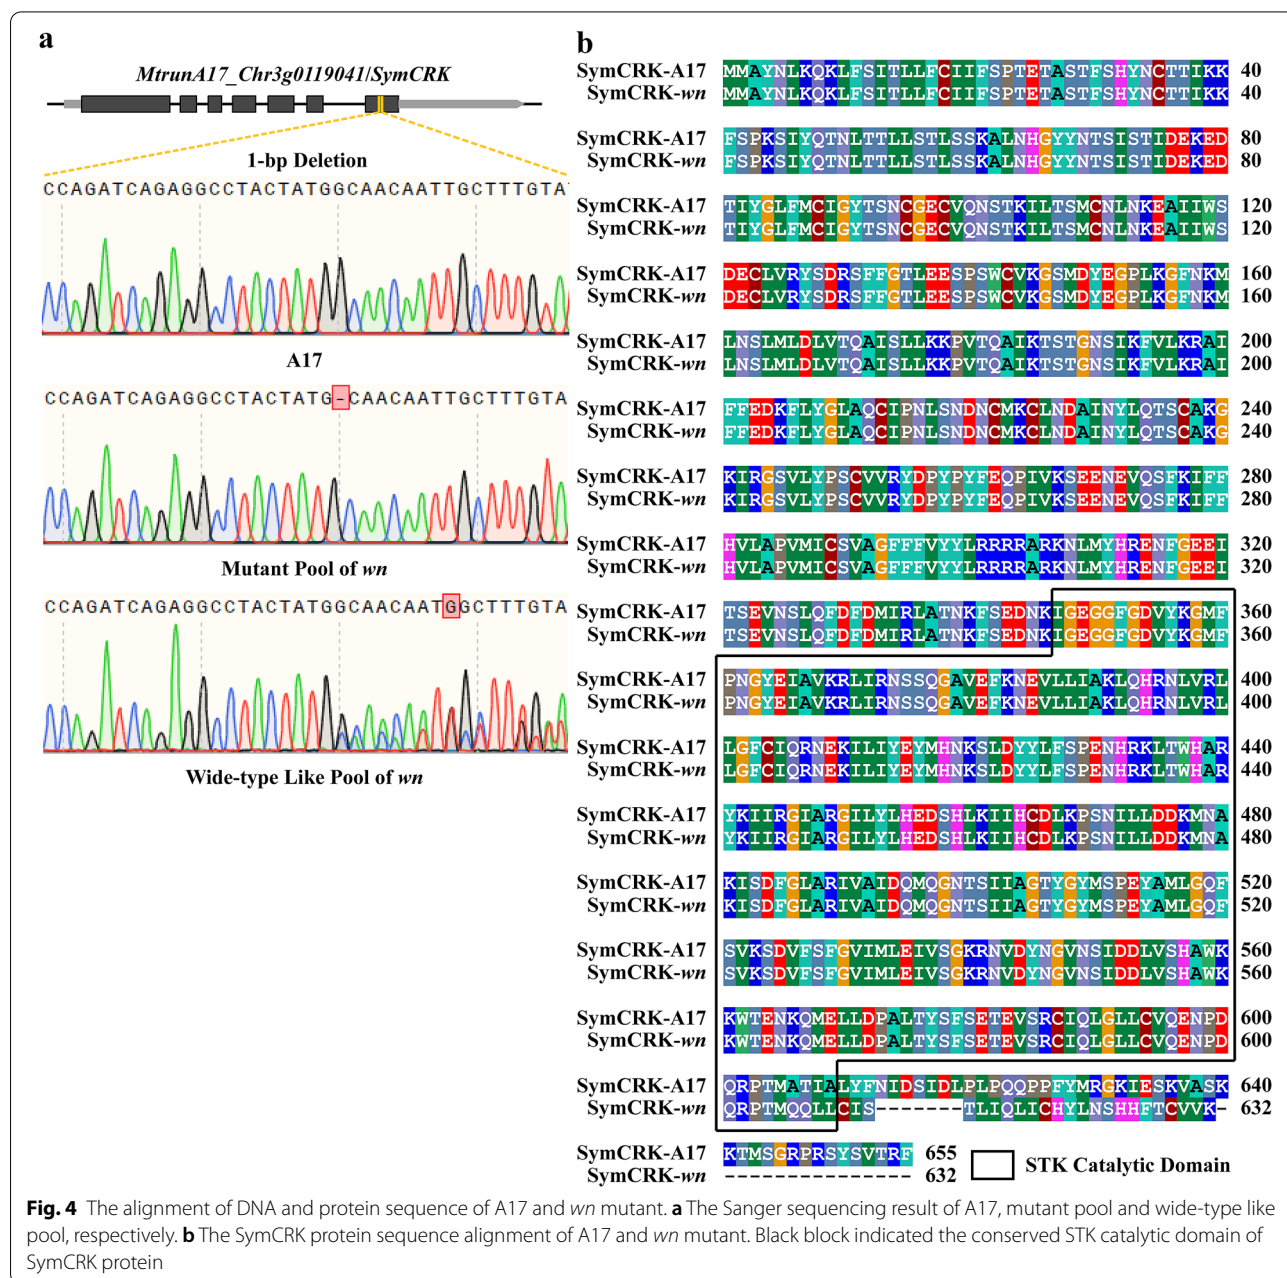 a
MtrunA17_Chr3g0119041/SymCRK
1-bp Deletion
CCAGATCAGAGGCCTACTATGGCAACAATTGCTTTGTA
A17
CCAGATCAGAGGCCTACTATG-CAACAATTGCTTTGTA
Mutant Pool of wn
CCAGATCAGAGGCCTACTATGGCAACAATGGCTTTGTA
Wide-type Like Pool of wn
b
SymCRK-A17 MMAYNLKQKLFSITLLFCIIFSPTETASTFSHYNCTTIKK 40
SymCRK-wn MMAYNLKQKLFSITLLFCIIFSPTETASTFSHYNCTTIKK 40
SymCRK-A17 FSPKSIYQTNLTTLLSTLSSKALNHGYYNTSISTIDEKED 80
SymCRK-wn FSPKSIYQTNLTTLLSTLSSKALNHGYYNTSISTIDEKED 80
SymCRK-A17 TIYGLFMCIGYTSNCGECVQNSTKILTSMCNLNKEAIIWS 120
SymCRK-wn TIYGLFMCIGYTSNCGECVQNSTKILTSMCNLNKEAIIWS 120
SymCRK-A17 DECLVRYSDRSFFGTLEESPSWCVKGSMDYEGPLKGFNKM 160
SymCRK-wn DECLVRYSDRSFFGTLEESPSWCVKGSMDYEGPLKGFNKM 160
SymCRK-A17 LNSLMLDLVTQAISLLKKPVTQAIKTSTGNSIKFVLKRAI 200
SymCRK-wn LNSLMLDLVTQAISLLKKPVTQAIKTSTGNSIKFVLKRAI 200
SymCRK-A17 FFEDKFLYGLAQCIPNLSNDNCMKCLNDAINYLQTSCAKG 240
SymCRK-wn FFEDKFLYGLAQCIPNLSNDNCMKCLNDAINYLQTSCAKG 240
SymCRK-A17 KIRGSVLYPSCVVRYDPYPYFEQPIVKSEENEVQSFKIFF 280
SymCRK-wn KIRGSVLYPSCVVRYDPYPYFEQPIVKSEENEVQSFKIFF 280
SymCRK-A17 HVLAPVMICSVAGFFFVYYLRRRRARKNLMYHRENFGEEI 320
SymCRK-wn HVLAPVMICSVAGFFFVYYLRRRRARKNLMYHRENFGEEI 320
SymCRK-A17 TSEVNSLQFDFDMIRLATNKFSEDNKIGEGGFGDVYKGMF 360
SymCRK-wn TSEVNSLQFDFDMIRLATNKFSEDNKIGEGGFGDVYKGMF 360
SymCRK-A17 PNGYEIAVKRLIRNSSQGAVEFKNEVLLIAKLQHRNLVRL 400
SymCRK-wn PNGYEIAVKRLIRNSSQGAVEFKNEVLLIAKLQHRNLVRL 400
SymCRK-A17 LGFCIQRNEKILIYEYMHNKSLDYYLFSPENHRKLTWHAR 440
SymCRK-wn LGFCIQRNEKILIYEYMHNKSLDYYLFSPENHRKLTWHAR 440
SymCRK-A17 YKIIRGIARGILYLHEDSHLKIIHCDLKPSNILLDDKMNA 480
SymCRK-wn YKIIRGIARGILYLHEDSHLKIIHCDLKPSNILLDDKMNA 480
SymCRK-A17 KISDFGLARIVAIDQMQGNTSIIAGTYGYMSPEYAMLGQF 520
SymCRK-wn KISDFGLARIVAIDQMQGNTSIIAGTYGYMSPEYAMLGQF 520
SymCRK-A17 SVKSDVFSFGVIMLEIVSGKRNVDYNGVNSIDDLVSHAWK 560
SymCRK-wn SVKSDVFSFGVIMLEIVSGKRNVDYNGVNSIDDLVSHAWK 560
SymCRK-A17 KWTENKQMELLDPALTYSFSETEVSRCIQLGLLCVQENPD 600
SymCRK-wn KWTENKQMELLDPALTYSFSETEVSRCIQLGLLCVQENPD 600
SymCRK-A17 QRPTMATIALYFNIDSIDLPLPQQPPFYMRGKIESKVASK 640
SymCRK-wn QRPTMQQLLCIS-------TLIQLICHYLNSHHFTCVVK- 632
SymCRK-A17 KTMSGRPRSYSVTRF 655
SymCRK-wn --------------- 632
STK Catalytic Domain
Fig. 4 The alignment of DNA and protein sequence of A17 and wn mutant. a The Sanger sequencing result of A17, mutant pool and wide-type like
pool, respectively. b The SymCRK protein sequence alignment of A17 and wn mutant. Black block indicated the conserved STK catalytic domain of
SymCRK protein